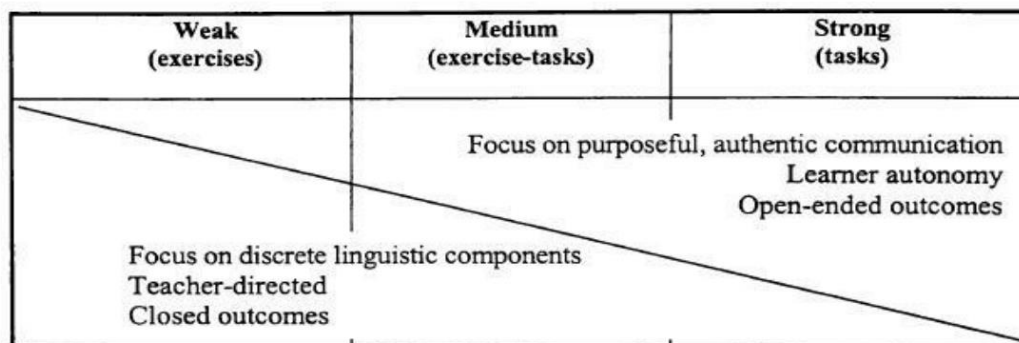 Weak
(exercises)
Medium
(exercise-tasks)
Strong
(tasks)
Focus on purposeful, authentic communication
Learner autonomy
Open-ended outcomes
Focus on discrete linguistic components
Teacher-directed
Closed outcomes